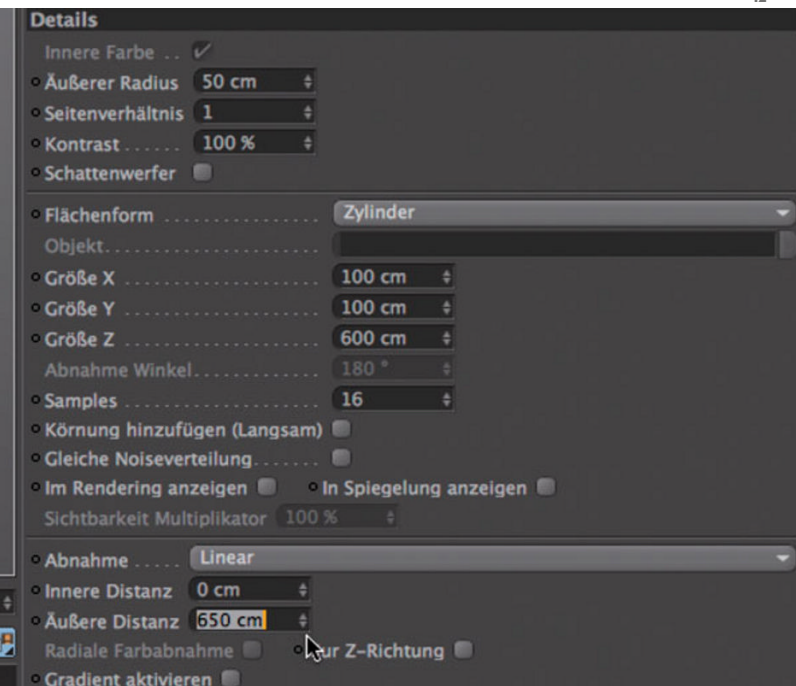 Details
Innere Farbe ..
Äußerer Radius 50 cm
Seitenverhältnis 1
Kontrast ...... 100 %
Schattenwerfer
Flächenform ................ Zylinder
Objekt......................
Größe X .................... 100 cm
Größe Y .................... 100 cm
Größe Z .................... 600 cm
Abnahme Winkel............. 180 °
Samples .................... 16
Körnung hinzufügen (Langsam)
Gleiche Noiseverteilung.......
Im Rendering anzeigen In Spiegelung anzeigen
Sichtbarkeit Multiplikator 100 %
Abnahme ..... Linear
Innere Distanz 0 cm
Äußere Distanz 650 cm
Radiale Farbabnahme ur Z-Richtung
Gradient aktivieren